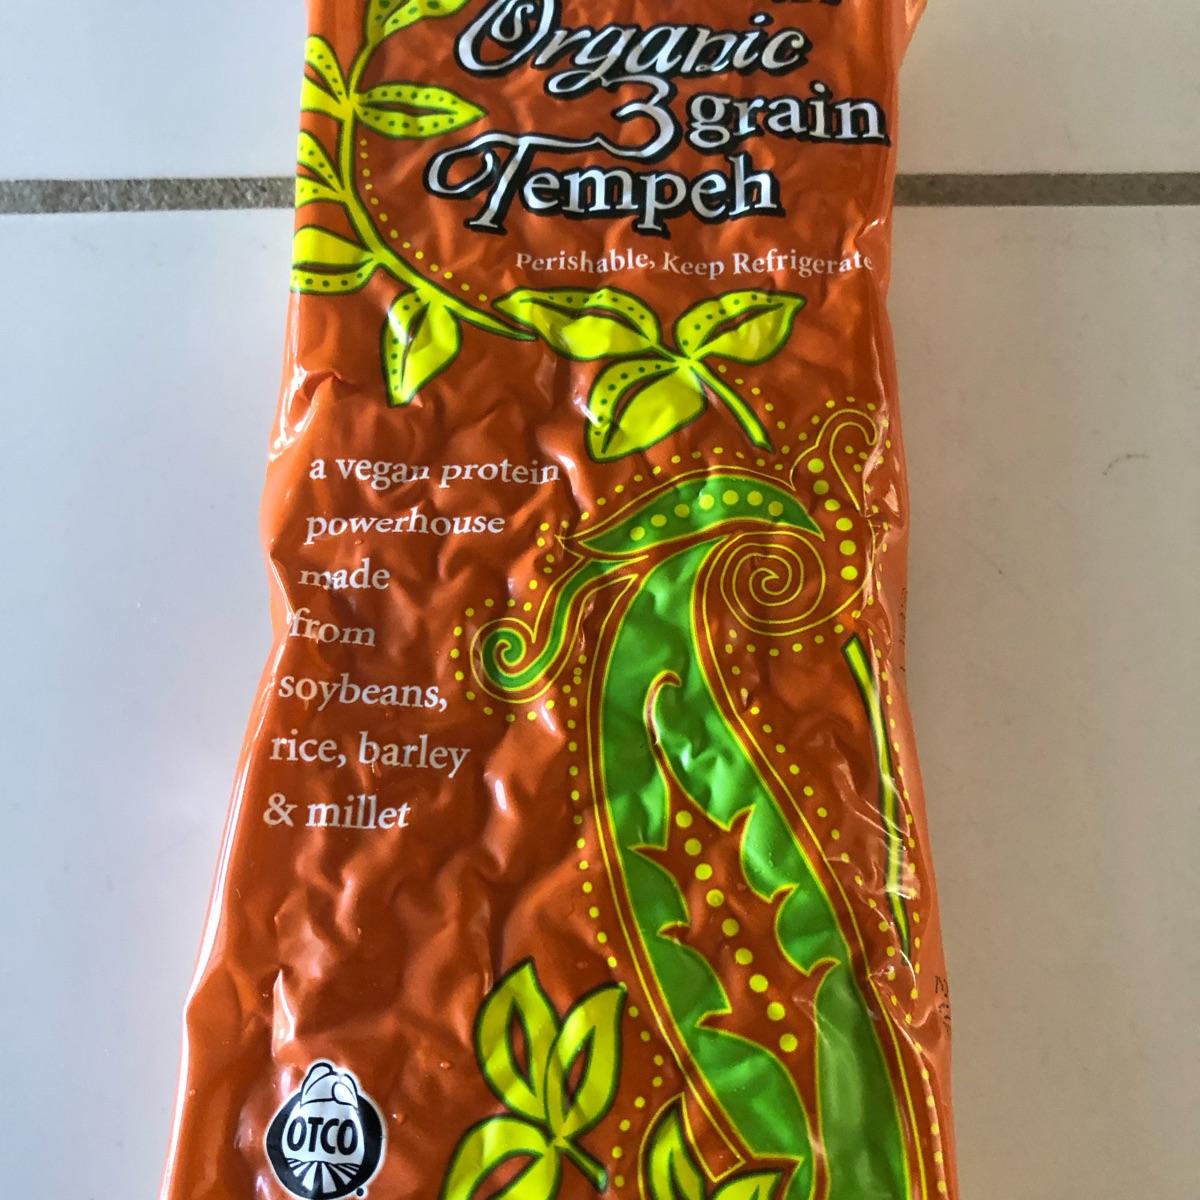 Organic
3 grain
Tempeh
Perishable, Keep Refrigerate
a vegan protein
powerhouse
made
from
soybeans,
rice, barley
& millet
OTCO